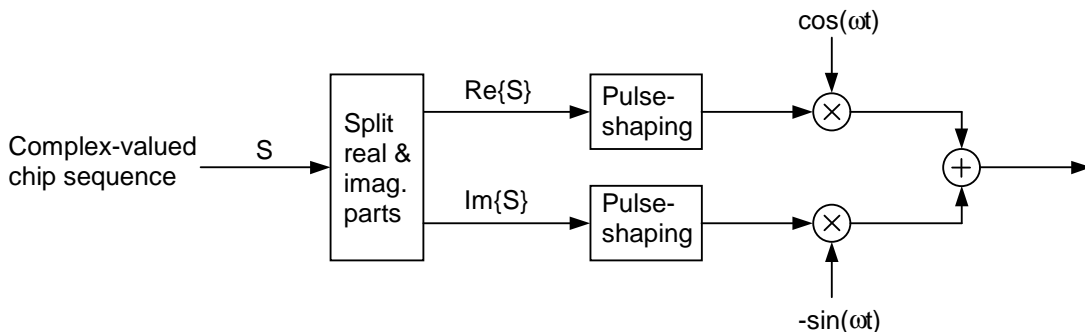 cos(ωt)
Re{S}
Pulse-
shaping
Split
real &
imag.
parts
Complex-valued
chip sequence
S
Im{S}
Pulse-
shaping
-sin(ωt)